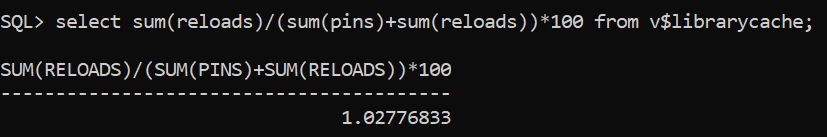 SQL> select sum(reloads)/(sum(pins)+sum(reloads))*100 from v$librarycache;
SUM(RELOADS)/(SUM(PINS)+SUM(RELOADS))*100
-----------------------------------------
1.02776833